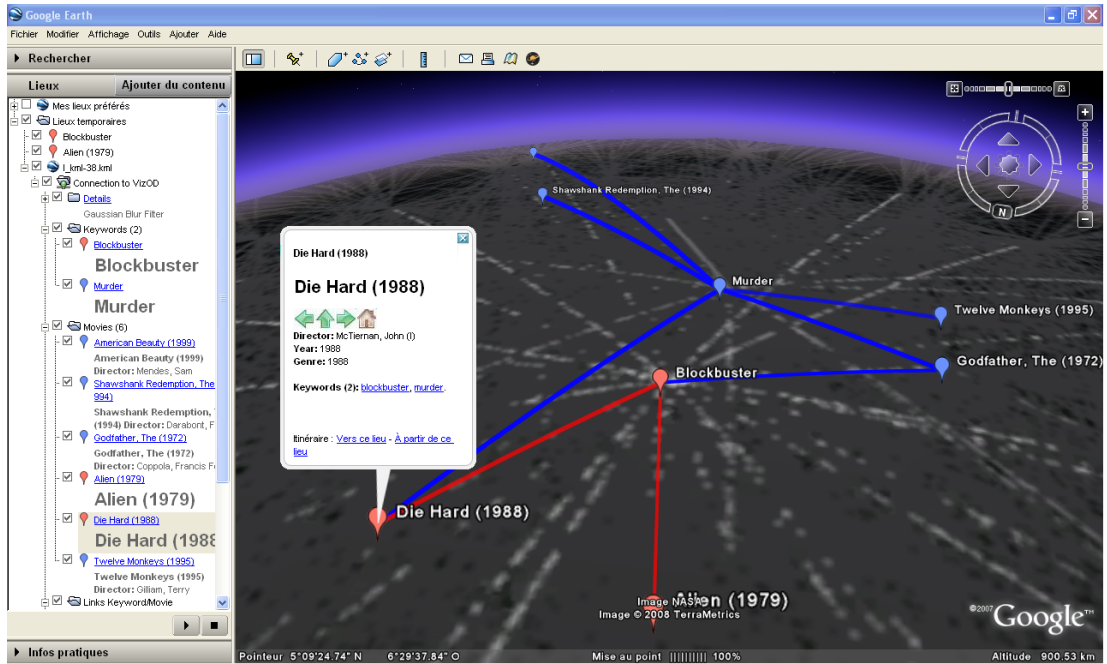 Google Earth
Fichier Modifier Affichage Outils Ajouter Aide
Rechercher
Lieux Ajouter du contenu
Mes lieux préférés
Lieux temporaires
Blockbuster
Alien (1979)
l_kml-38.kml
Connection to VizOD
Details
Gaussian Blur Filter
Keywords (2)
Blockbuster
Blockbuster
Murder
Murder
Movies (6)
American Beauty (1999)
American Beauty (1999)
Director: Mendes, Sam
Shawshank Redemption, The
994)
Shawshank Redemption,
(1994) Director: Darabont, F
Godfather, The (1972)
Godfather, The (1972)
Director: Coppola, Francis F
Alien (1979)
Alien (1979)
Die Hard (1988)
Die Hard (1988
Twelve Monkeys (1995)
Twelve Monkeys (1995)
Director: Gilliam, Terry
Links Keyword/Movie
Infos pratiques
Shawshank Redemption, The (1994)
Murder
Twelve Monkeys (1995)
Godfather, The (1972)
Blockbuster
Die Hard (1988)
Die Hard (1988)
Director: McTiernan, John (I)
Year: 1988
Genre: 1988
Keywords (2): blockbuster, murder.
Itinéraire : Vers ce lieu - À partir de ce
lieu
Die Hard (1988)
Alien (1979)
Image NASA
Image © 2008 TerraMetrics
©2007 Google™
N
Pointeur 5°09'24.74" N 6°29'37.84" O Mise au point |||||||||| 100% Altitude 900.53 km